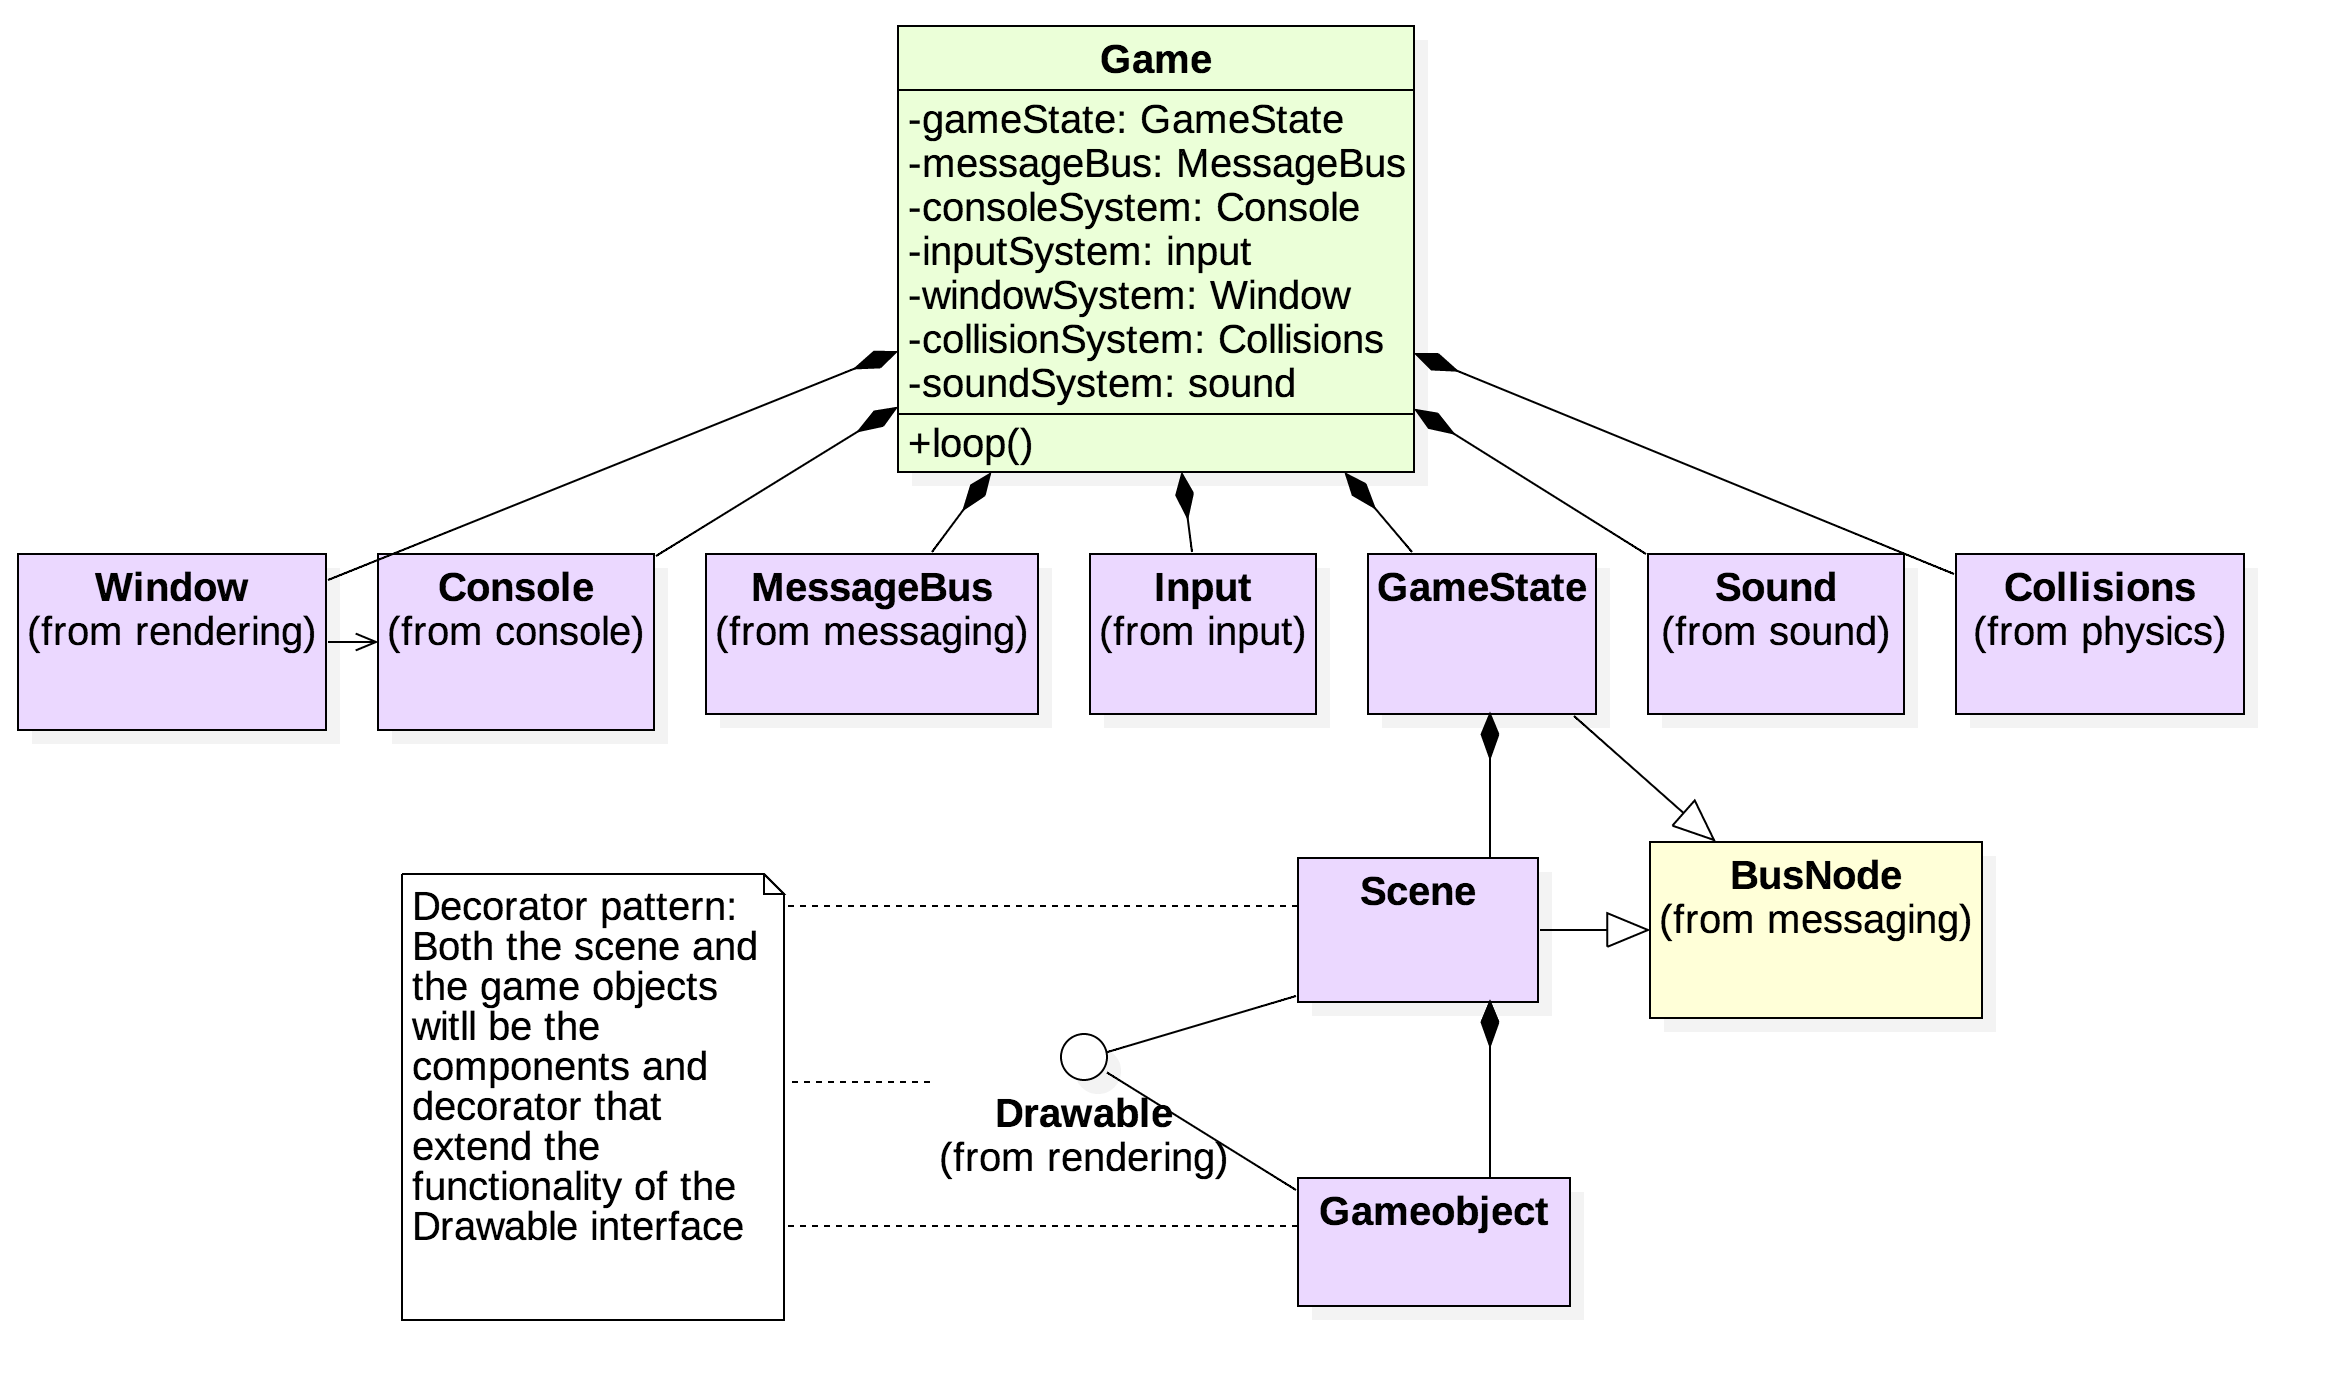 Game
-gameState: GameState
-messageBus: MessageBus
-consoleSystem: Console
-inputSystem: input
-windowSystem: Window
-collisionSystem: Collisions
-soundSystem: sound
+loop()
Window
(from rendering)
Console
(from console)
MessageBus
(from messaging)
Input
(from input)
GameState
Sound
(from sound)
Collisions
(from physics)
Scene
BusNode
(from messaging)
Decorator pattern:
Both the scene and
the game objects
witll be the
components and
decorator that
extend the
functionality of the
Drawable interface
Drawable
(from rendering)
Gameobject